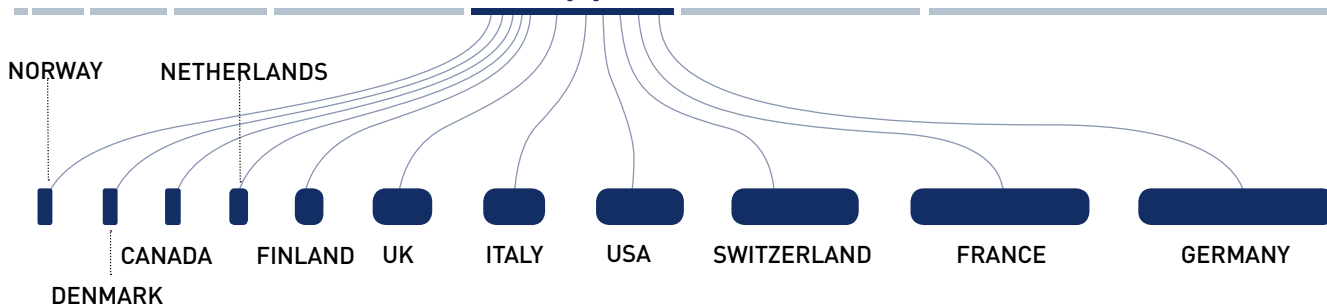 NORWAY
NETHERLANDS
CANADA
FINLAND
UK
ITALY
USA
SWITZERLAND
FRANCE
GERMANY
DENMARK